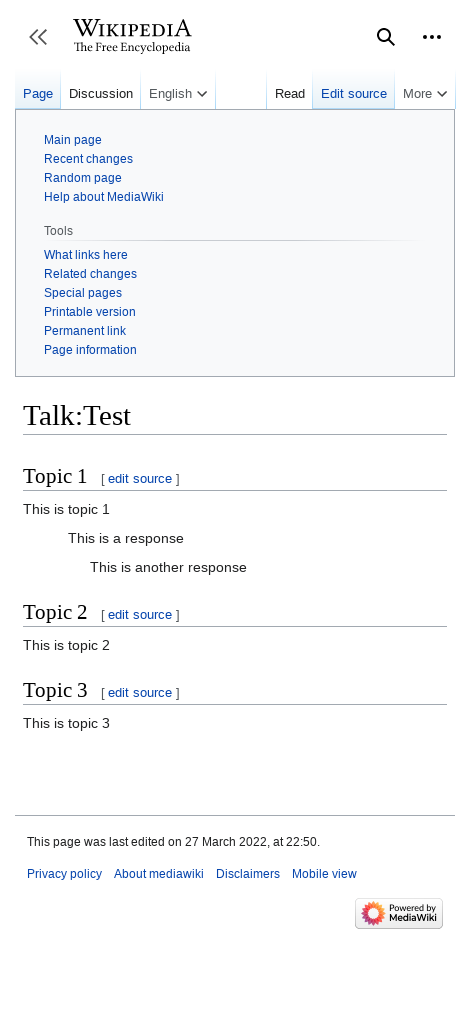 WIKIPEDIA
The Free Encyclopedia
Page Discussion English Read Edit source More
Main page
Recent changes
Random page
Help about MediaWiki
Tools
What links here
Related changes
Special pages
Printable version
Permanent link
Page information
Talk:Test
Topic 1 [ edit source ]
This is topic 1
This is a response
This is another response
Topic 2 [ edit source ]
This is topic 2
Topic 3 [ edit source ]
This is topic 3
This page was last edited on 27 March 2022, at 22:50.
Privacy policy About mediawiki Disclaimers Mobile view
Powered by
MediaWiki